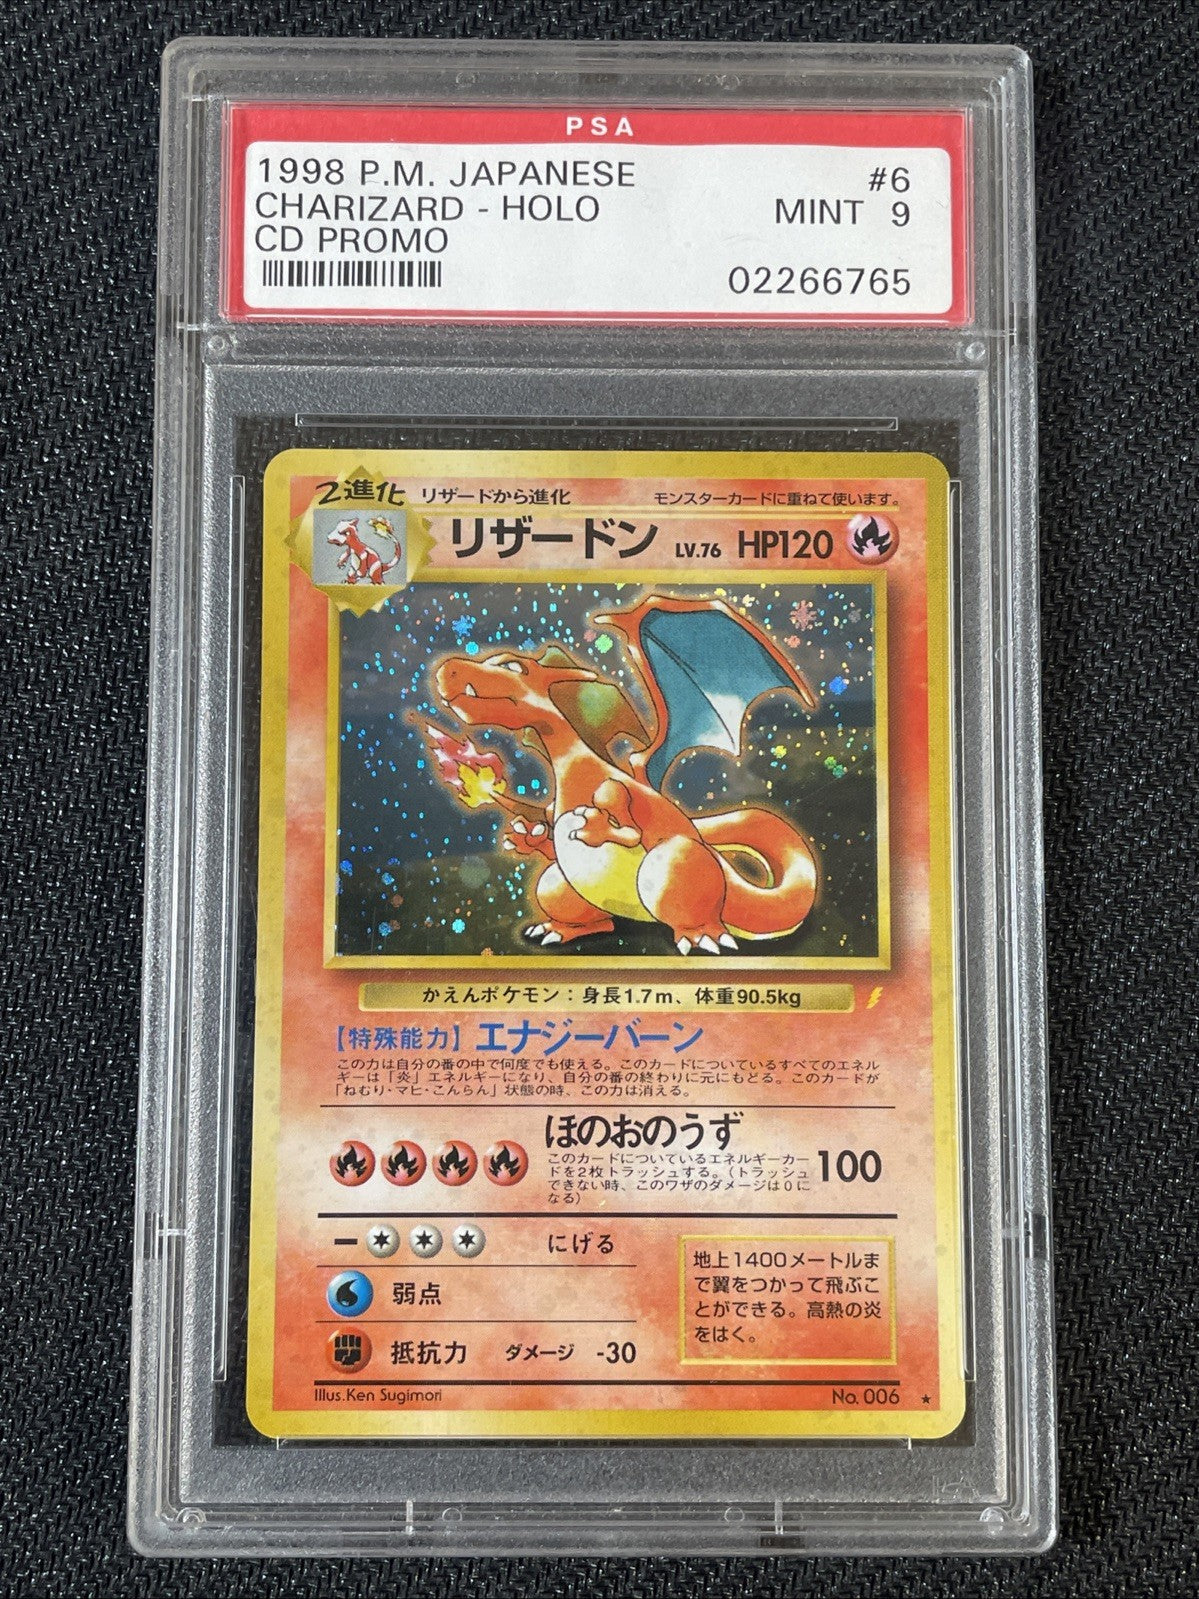 PSA
1998 P.M. JAPANESE #6
CHARIZARD - HOLO MINT 9
CD PROMO
02266765
2進化 リザードから進化 モンスターカードに重ねて使います。
リザードン LV.76 HP120
かえんポケモン：身長1.7m、体重90.5kg
【特殊能力】エナジーバーン
この力は自分の番の中で何度でも使える。このカードについているすべてのエネル
ギーは「炎」エネルギーになり、自分の番の終わりに元にもどる。このカードが
「ねむり・マヒ・こんらん」状態の時、この力は消える。
ほのおのうず
このカードについているエネルギーカー
ドを2枚トラッシュする。（トラッシュ
できない時、このワザのダメージは0に
なる）
100
− にげる
弱点
抵抗力 ダメージ -30
地上1400メートルま
で翼をつかって飛ぶこ
とができる。高熱の炎
をはく。
Illus.Ken Sugimori No. 006 ★